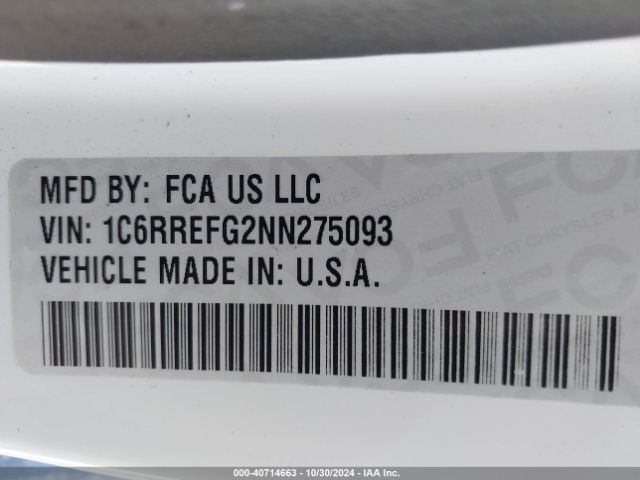 MFD BY: FCA US LLC
VIN: 1C6RREFG2NN275093
VEHICLE MADE IN: U.S.A.
000-40714663 - 10/30/2024 - IAA Inc.